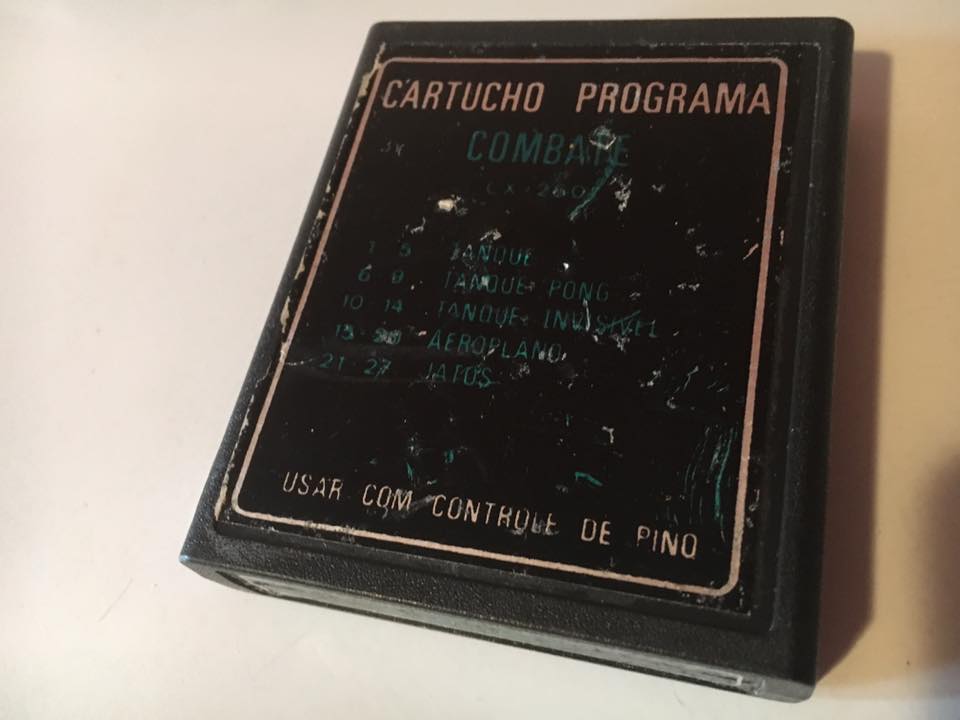 CARTUCHO PROGRAMA
COMBATE
CX-260
1 5 TANQUE
6 9 TANQUE PONG
10 14 TANQUE INVISIVEL
15-20 AEROPLANO
21 27 JATOS
USAR COM CONTROLE DE PINO